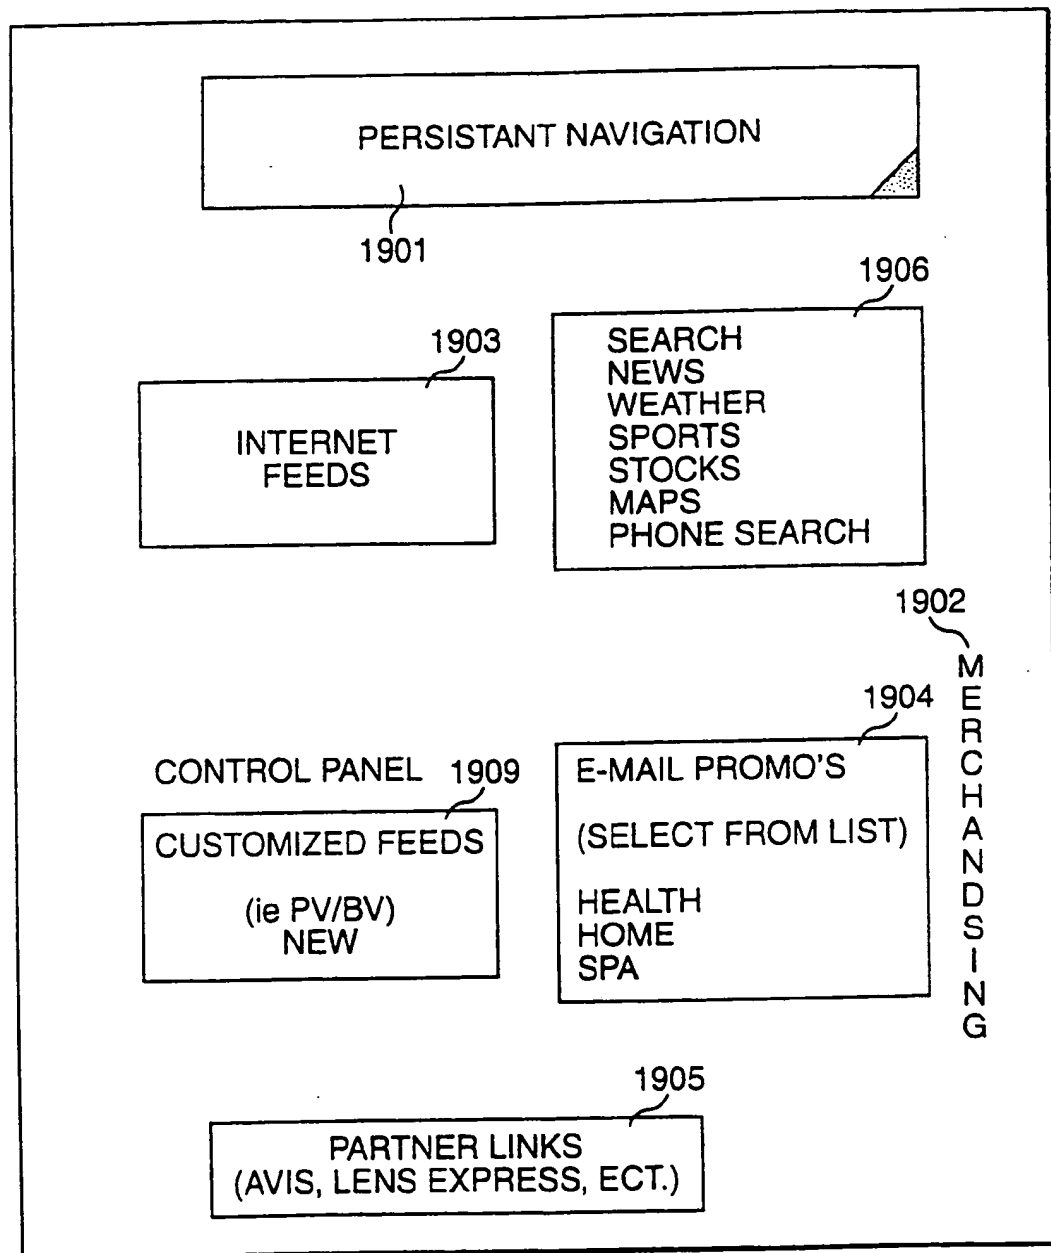 PERSISTANT NAVIGATION
1901
1906
1903
SEARCH
NEWS
WEATHER
SPORTS
STOCKS
MAPS
PHONE SEARCH
INTERNET
FEEDS
1902
MERCHANDSING
1904
E-MAIL PROMO'S
(SELECT FROM LIST)
HEALTH
HOME
SPA
CONTROL PANEL
1909
CUSTOMIZED FEEDS
(ie PV/BV)
NEW
1905
PARTNER LINKS
(AVIS, LENS EXPRESS, ECT.)